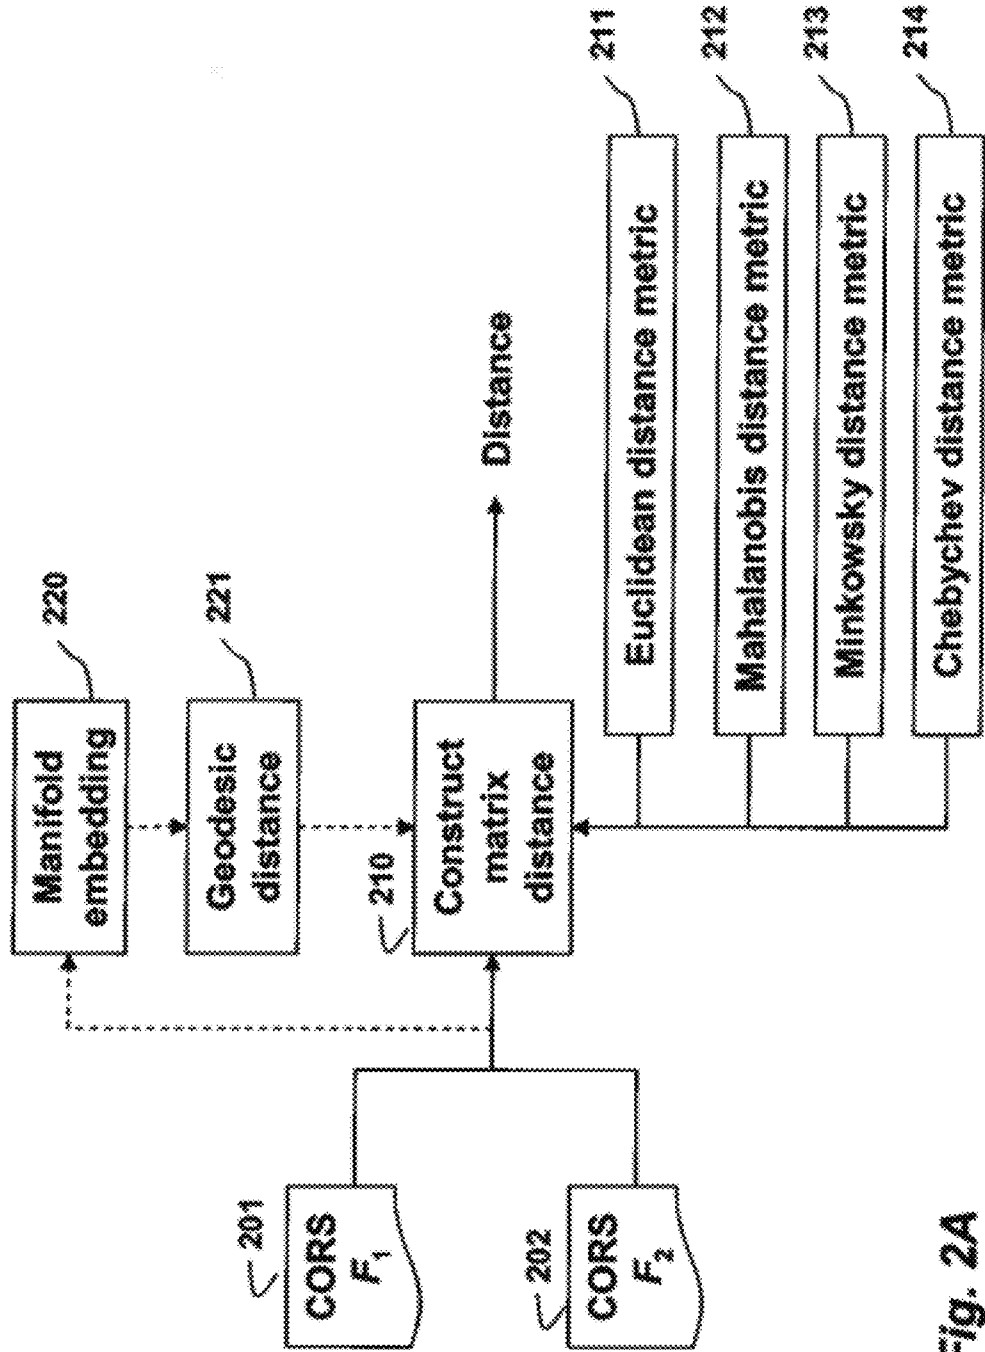 220
Manifold
embedding
221
Geodesic
distance
201
CORS
F1
202
CORS
F2
210
Construct
matrix
distance
Distance
211
Euclidean distance metric
212
Mahalanobis distance metric
213
Minkowsky distance metric
214
Chebychev distance metric
Fig. 2A